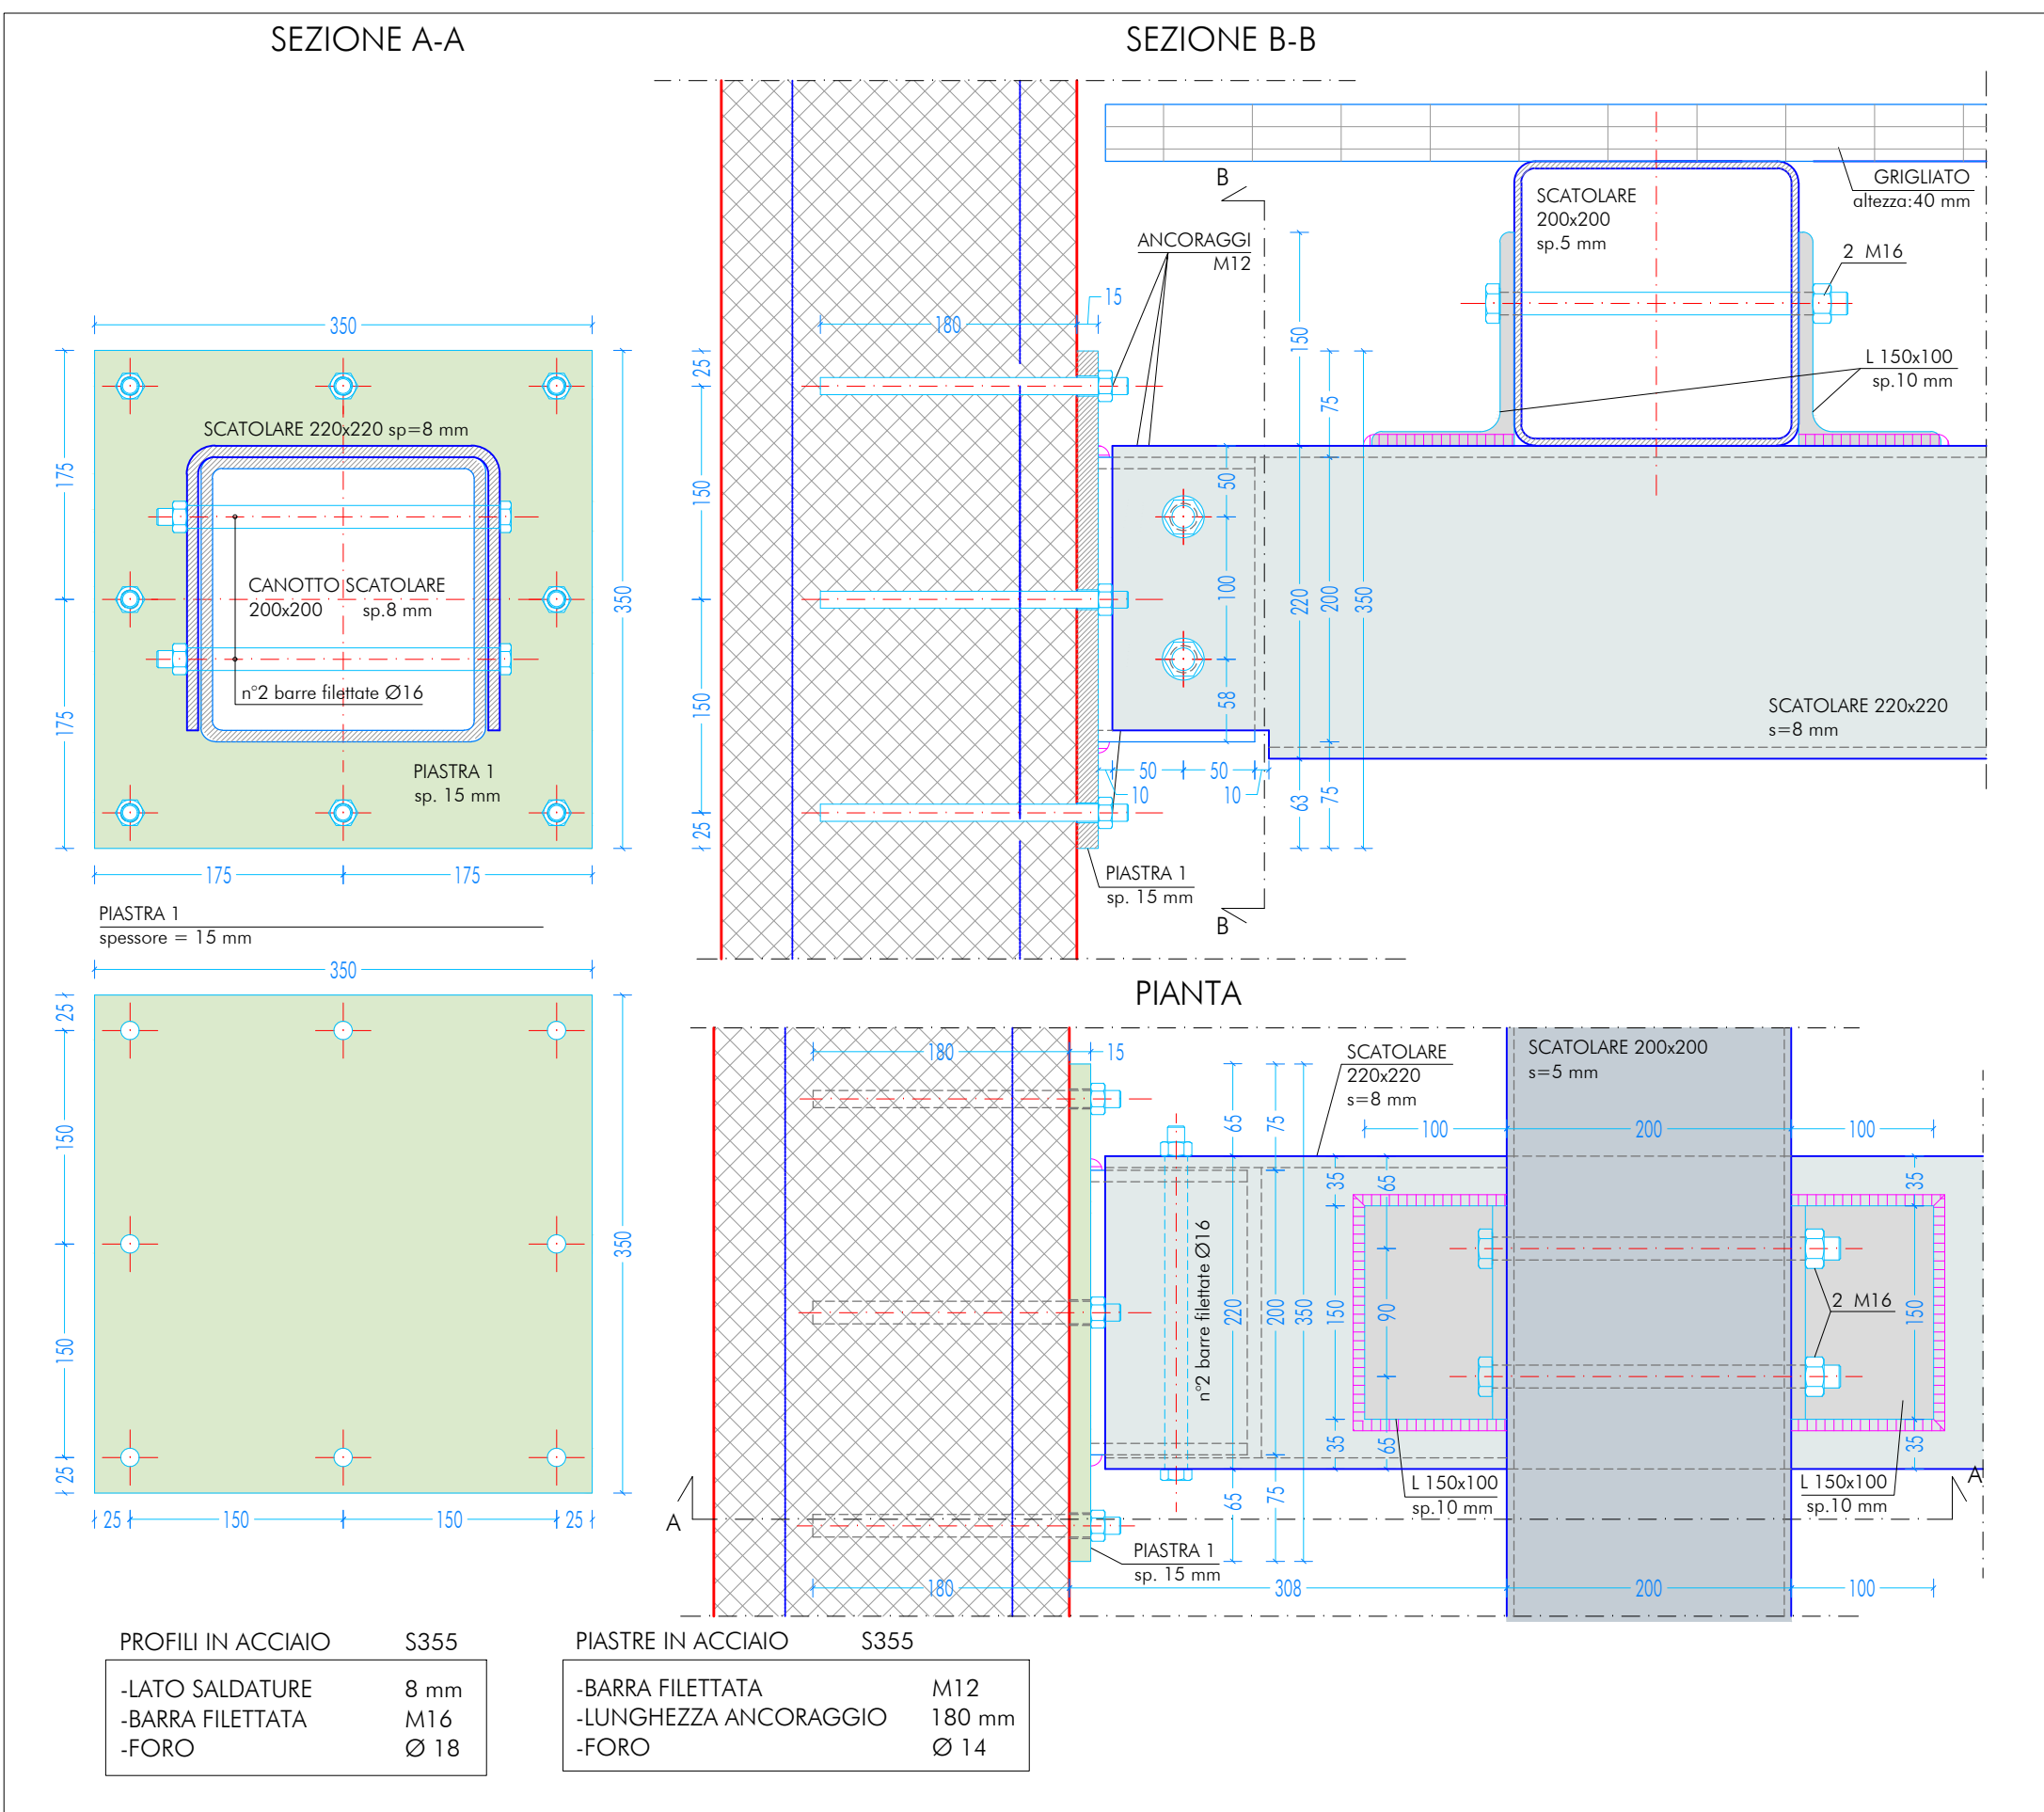 SEZIONE A-A
350
175
175
350
SCATOLARE 220x220 sp=8 mm
CANOTTO SCATOLARE
200x200 sp.8 mm
n°2 barre filettate Ø16
PIASTRA 1
sp. 15 mm
175
175
PIASTRA 1
spessore = 15 mm
350
25
150
150
25
350
25
150
150
25
SEZIONE B-B
B
ANCORAGGI
M12
15
180
25
150
150
25
SCATOLARE
200x200
sp.5 mm
GRIGLIATO
altezza:40 mm
2 M16
L 150x100
sp.10 mm
150
75
50
100
58
220
200
350
SCATOLARE 220x220
s=8 mm
50
50
10
10
63
75
PIASTRA 1
sp. 15 mm
B
PIANTA
180
15
SCATOLARE
220x220
s=8 mm
SCATOLARE 200x200
s=5 mm
65
75
100
200
100
35
65
35
n°2 barre filettate Ø16
220
200
350
150
90
2 M16
150
35
65
35
65
75
L 150x100
sp.10 mm
L 150x100
sp.10 mm
A
A
PIASTRA 1
sp. 15 mm
180
308
200
100
PROFILI IN ACCIAIO S355
-LATO SALDATURE 8 mm
-BARRA FILETTATA M16
-FORO Ø 18
PIASTRE IN ACCIAIO S355
-BARRA FILETTATA M12
-LUNGHEZZA ANCORAGGIO 180 mm
-FORO Ø 14